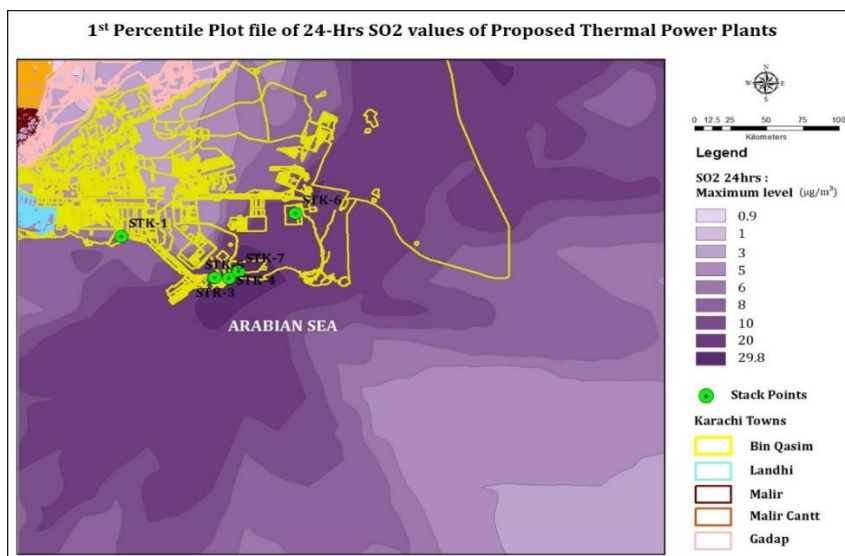 1st Percentile Plot file of 24-Hrs SO2 values of Proposed Thermal Power Plants
N
W E
S
0 12.5 25 50 75 100
Kilometers
Legend
SO2 24hrs :
Maximum level (µg/m³)
0.9
1
3
5
6
8
10
20
29.8
Stack Points
Karachi Towns
Bin Qasim
Landhi
Malir
Malir Cantt
Gadap
STK-6
STK-1
STK-7
STK-4
STK-3
ARABIAN SEA